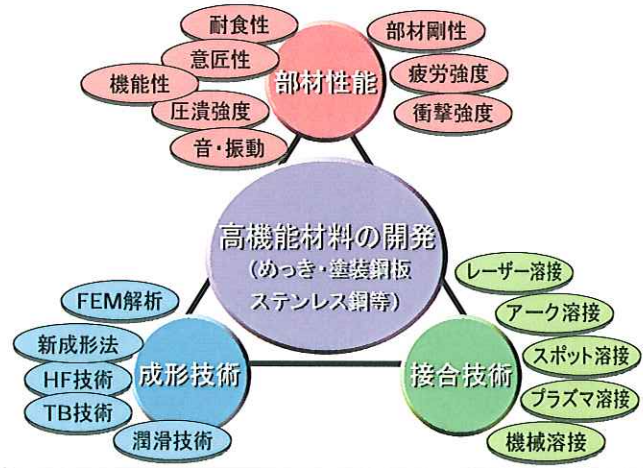 耐食性
意匠性
機能性
圧潰強度
音・振動
部材性能
部材剛性
疲労強度
衝撃強度
高機能材料の開発
(めっき・塗装鋼板
ステンレス鋼等)
FEM解析
新成形法
HF技術
TB技術
潤滑技術
成形技術
接合技術
レーザー溶接
アーク溶接
スポット溶接
プラズマ溶接
機械溶接